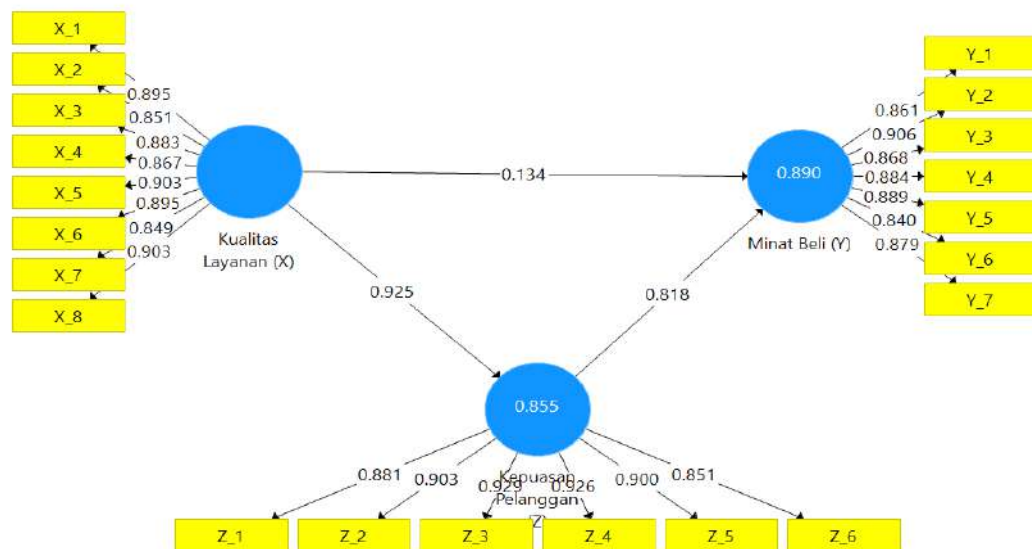 X_1
X_2
X_3
X_4
X_5
X_6
X_7
X_8
0.895
0.851
0.883
0.867
0.903
0.895
0.849
0.903
Kualitas
Layanan (X)
0.134
0.925
0.890
Minat Beli (Y)
0.818
0.861
0.906
0.868
0.884
0.889
0.840
0.879
Y_1
Y_2
Y_3
Y_4
Y_5
Y_6
Y_7
0.855
Kepuasan
Pelanggan
(Z)
0.881
0.903
0.929
0.926
0.900
0.851
Z_1
Z_2
Z_3
Z_4
Z_5
Z_6